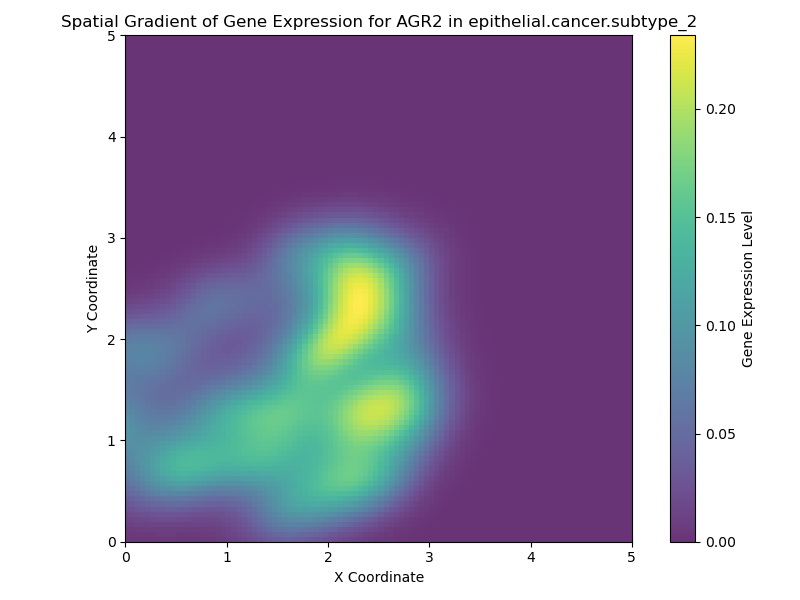 Spatial Gradient of Gene Expression for AGR2 in epithelial.cancer.subtype_2
5
4
3
2
1
0
Y Coordinate
0 1 2 3 4 5
X Coordinate
0.20
0.15
0.10
0.05
0.00
Gene Expression Level